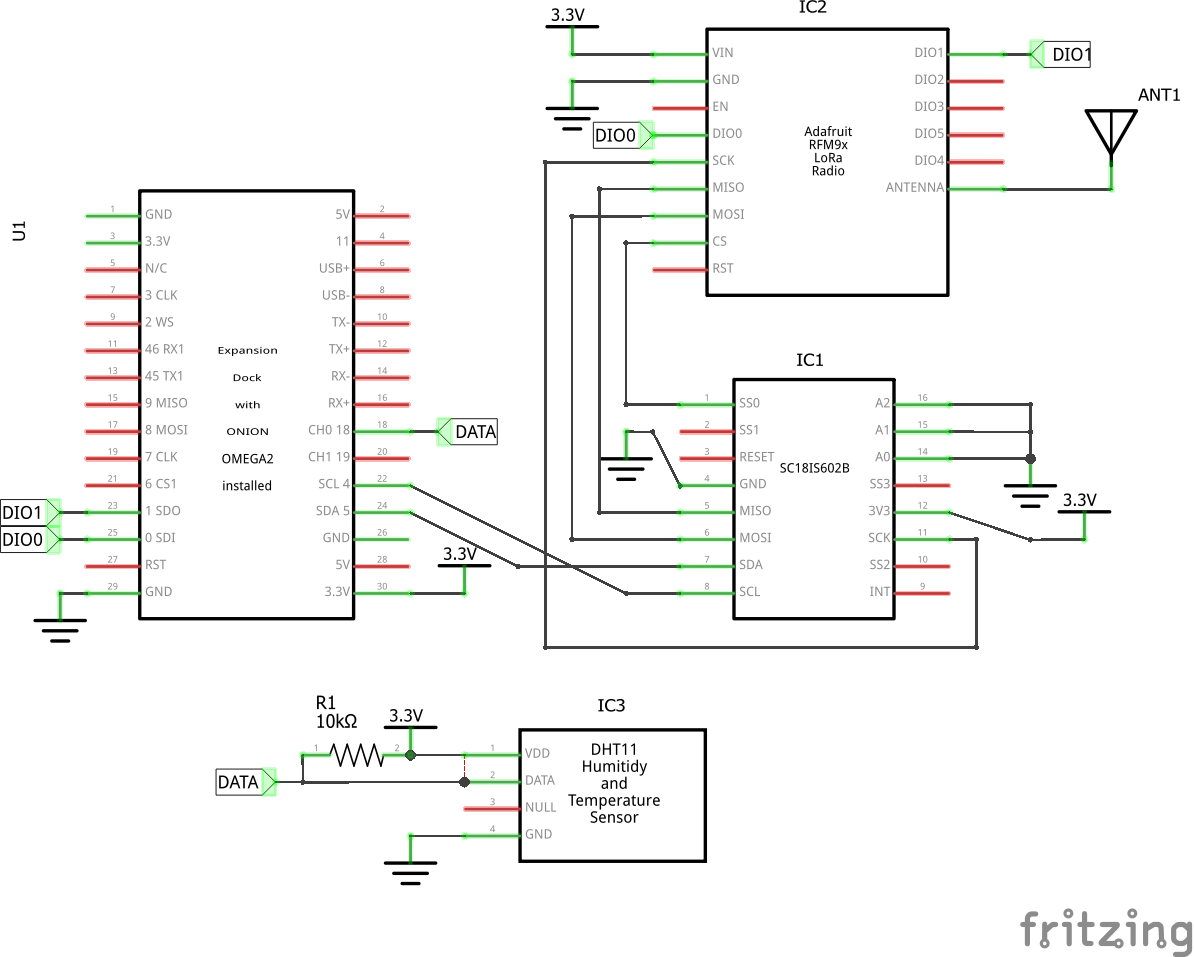 3.3V
IC2
VIN
GND
EN
DIO0
SCK
MISO
MOSI
CS
RST
Adafruit
RFM9x
LoRa
Radio
DIO1
DIO2
DIO3
DIO5
DIO4
ANTENNA
DIO1
ANT1
DIO0
U1
1 GND
3 3.3V
5 N/C
7 3 CLK
9 2 WS
11 46 RX1
13 45 TX1
15 9 MISO
17 8 MOSI
19 7 CLK
21 6 CS1
23 1 SDO
25 0 SDI
27 RST
29 GND
Expansion
Dock
with
ONION
OMEGA2
installed
5V 2
11 4
USB+ 6
USB- 8
TX- 10
TX+ 12
RX- 14
RX+ 16
CH0 18 18
CH1 19 20
SCL 4 22
SDA 5 24
GND 26
5V 28
3.3V 30
DATA
DIO1
DIO0
3.3V
IC1
1 SS0
2 SS1
3 RESET
4 GND
5 MISO
6 MOSI
7 SDA
8 SCL
SC18IS602B
A2 16
A1 15
A0 14
SS3 13
3V3 12
SCK 11
SS2 10
INT 9
3.3V
R1
10kΩ
1
2
3.3V
DATA
IC3
1 VDD
2 DATA
3 NULL
4 GND
DHT11
Humitidy
and
Temperature
Sensor
fritzing